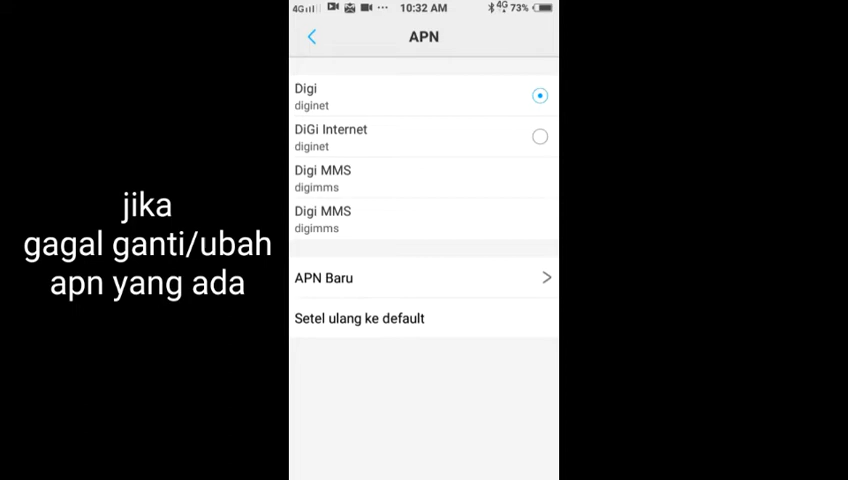 4G 10:32 AM 4G 73%
APN
Digi
diginet
DiGi Internet
diginet
Digi MMS
digimms
Digi MMS
digimms
APN Baru
Setel ulang ke default
jika
gagal ganti/ubah
apn yang ada